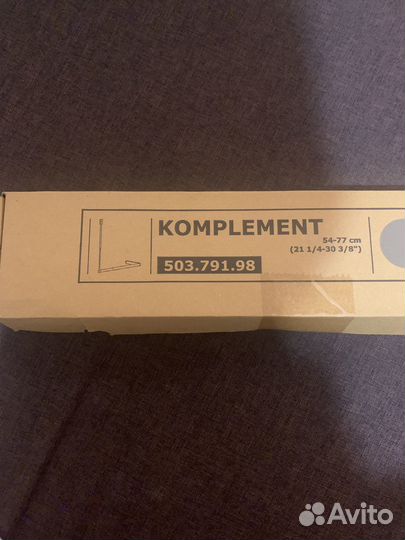 KOMPLEMENT
54-77 cm
(21 1/4-30 3/8")
503.791.98
Avito